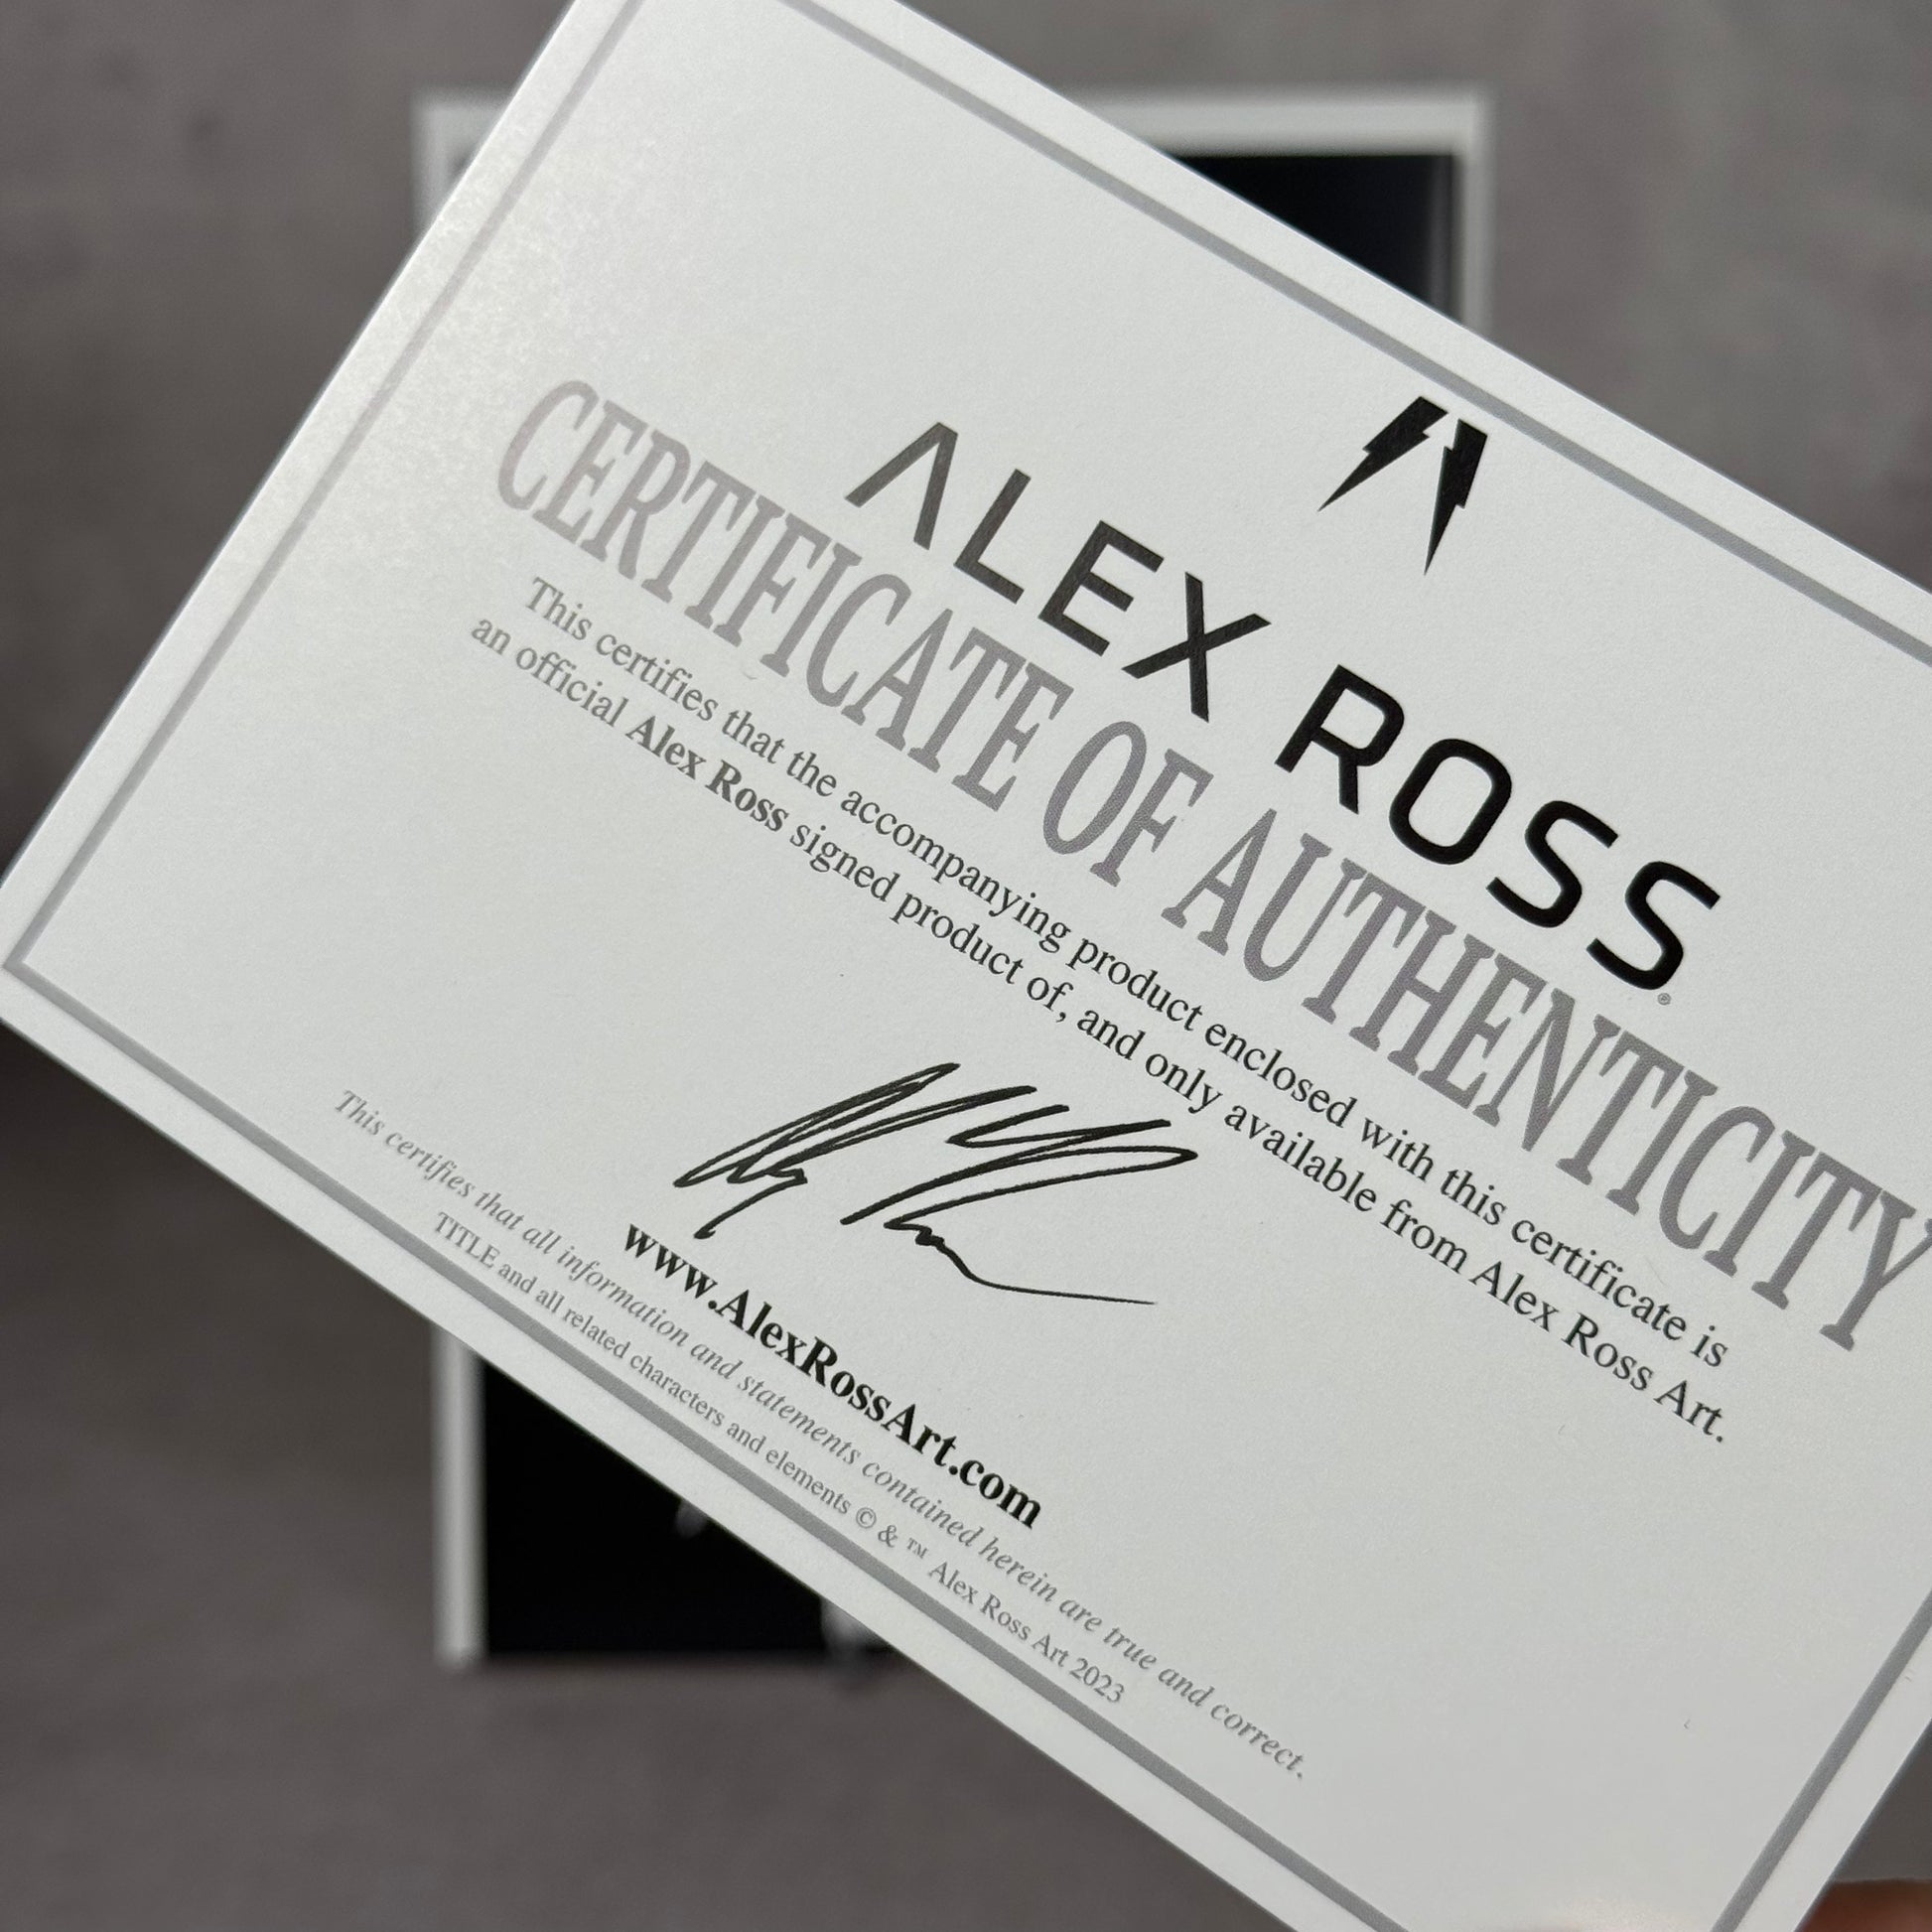 ALEX ROSS®
CERTIFICATE OF AUTHENTICITY
This certifies that the accompanying product enclosed with this certificate is
an official Alex Ross signed product of, and only available from Alex Ross Art.
www.AlexRossArt.com
This certifies that all information and statements contained herein are true and correct.
TITLE and all related characters and elements © & ™ Alex Ross Art 2023